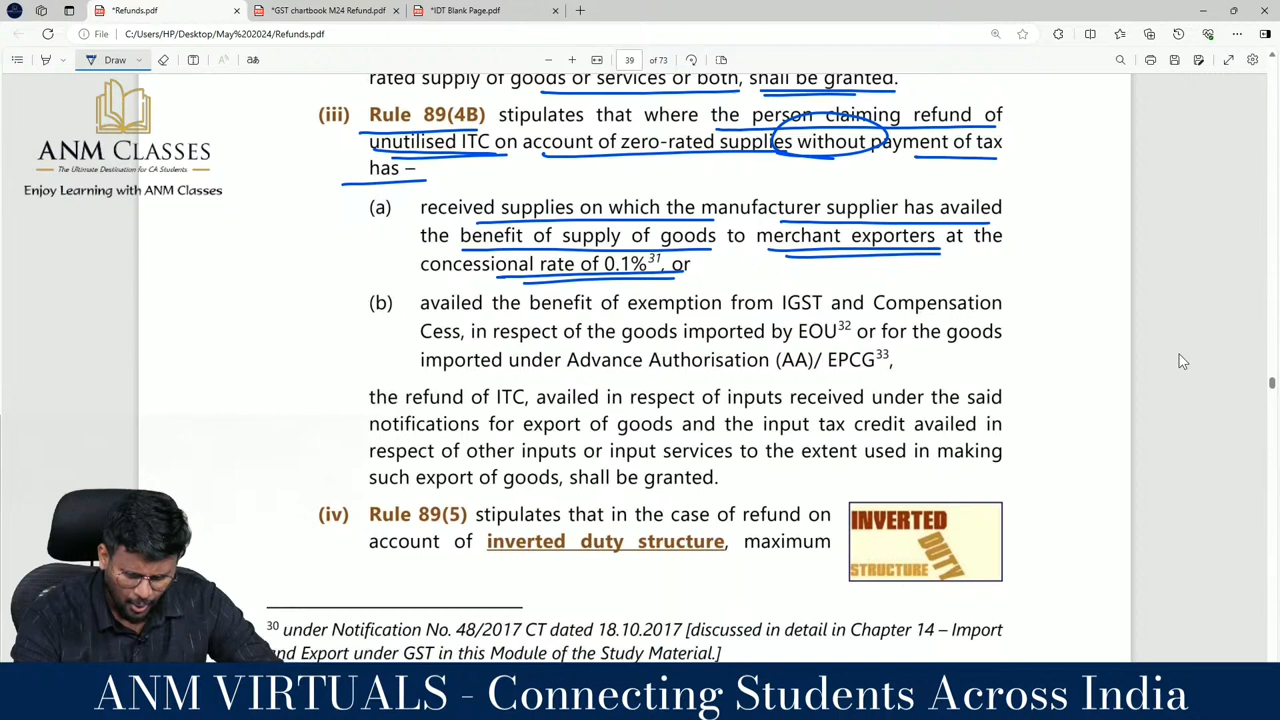 *Refunds.pdf
*GST chartbook M24 Refund.pdf
*IDT Blank Page.pdf
File
C:/Users/HP/Desktop/May%202024/Refunds.pdf
Draw
39
of 73
rated supply of goods or services or both, shall be granted.
(iii) Rule 89(4B) stipulates that where the person claiming refund of
unutilised ITC on account of zero-rated supplies without payment of tax
has –
(a) received supplies on which the manufacturer supplier has availed
the benefit of supply of goods to merchant exporters at the
concessional rate of 0.1%31, or
(b) availed the benefit of exemption from IGST and Compensation
Cess, in respect of the goods imported by EOU32 or for the goods
imported under Advance Authorisation (AA)/ EPCG33,
the refund of ITC, availed in respect of inputs received under the said
notifications for export of goods and the input tax credit availed in
respect of other inputs or input services to the extent used in making
such export of goods, shall be granted.
(iv) Rule 89(5) stipulates that in the case of refund on
account of inverted duty structure, maximum
INVERTED
DUTY
STRUCTURE
30 under Notification No. 48/2017 CT dated 18.10.2017 [discussed in detail in Chapter 14 – Import
and Export under GST in this Module of the Study Material.]
ANM CLASSES
The Ultimate Destination for CA Students
Enjoy Learning with ANM Classes
ANM VIRTUALS - Connecting Students Across India